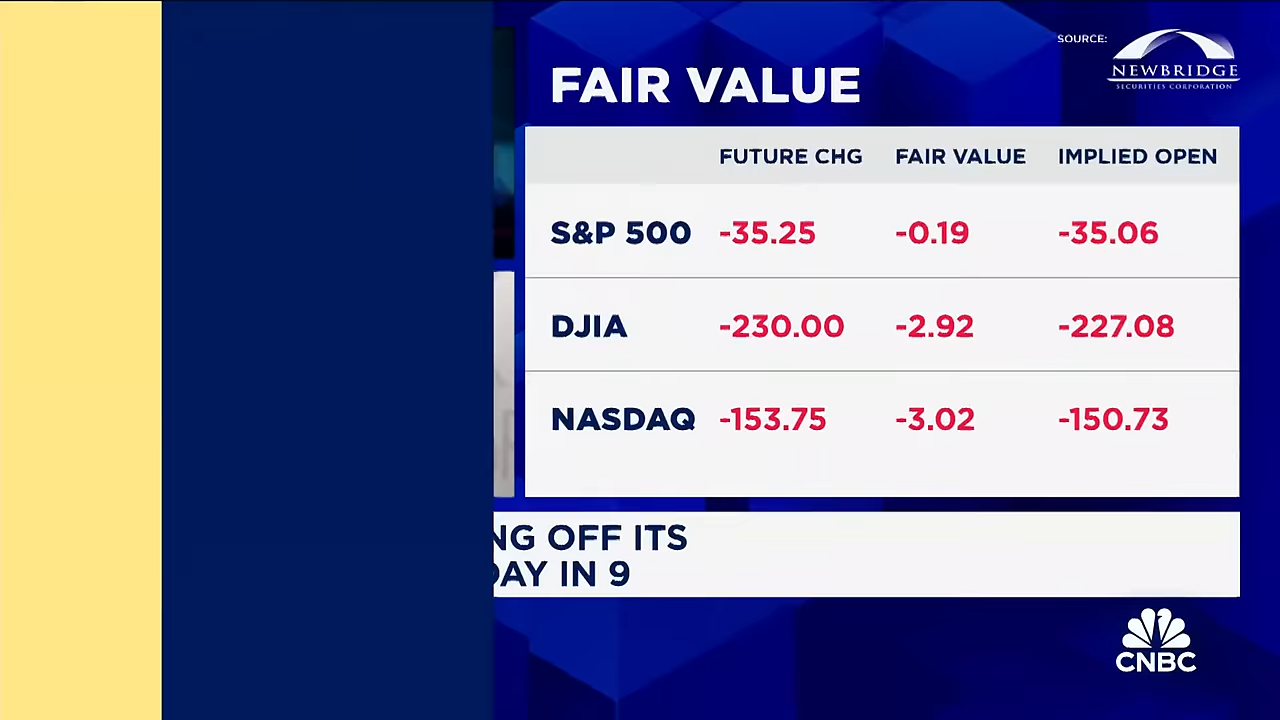 SOURCE:
NEWBRIDGE
SECURITIES CORPORATION
FAIR VALUE
FUTURE CHG FAIR VALUE IMPLIED OPEN
S&P 500 -35.25 -0.19 -35.06
DJIA -230.00 -2.92 -227.08
NASDAQ -153.75 -3.02 -150.73
NG OFF ITS
DAY IN 9
CNBC